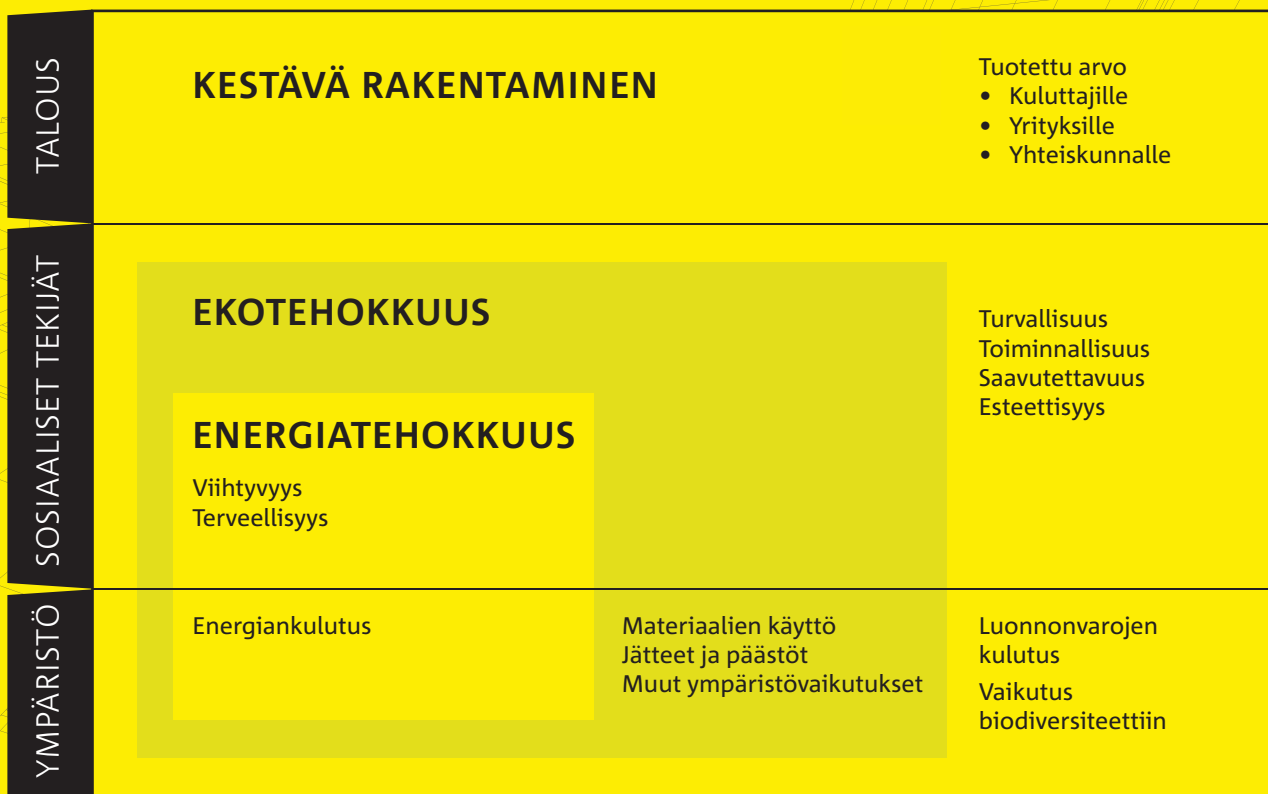 TALOUS
KESTÄVÄ RAKENTAMINEN
Tuotettu arvo
• Kuluttajille
• Yrityksille
• Yhteiskunnalle
SOSIAALISET TEKIJÄT
EKOTEHOKKUUS
ENERGIATEHOKKUUS
Viihtyvyys
Terveellisyys
Turvallisuus
Toiminnallisuus
Saavutettavuus
Esteettisyys
YMPÄRISTÖ
Energiankulutus
Materiaalien käyttö
Jätteet ja päästöt
Muut ympäristövaikutukset
Luonnonvarojen
kulutus
Vaikutus
biodiversiteettiin